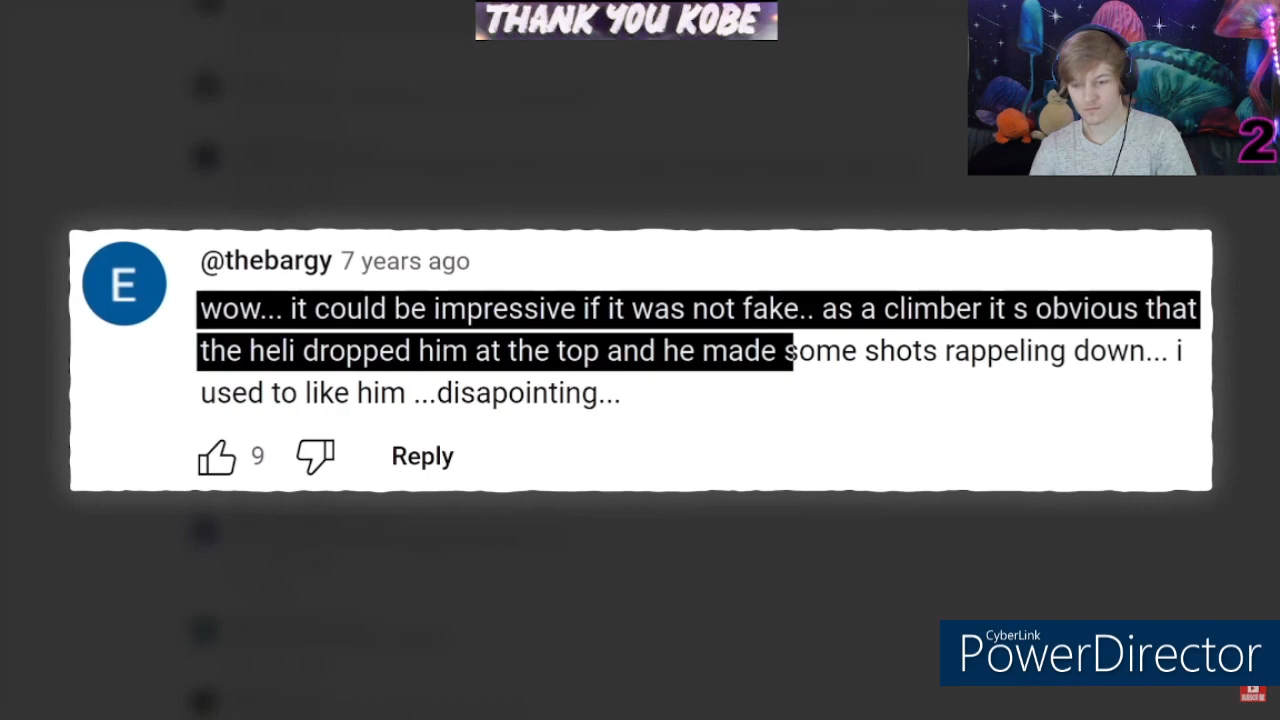 THANK YOU KOBE
2
E
@thebargy 7 years ago
wow... it could be impressive if it was not fake.. as a climber it s obvious that
the heli dropped him at the top and he made some shots rappeling down... i
used to like him ...disapointing...
9
Reply
CyberLink
PowerDirector